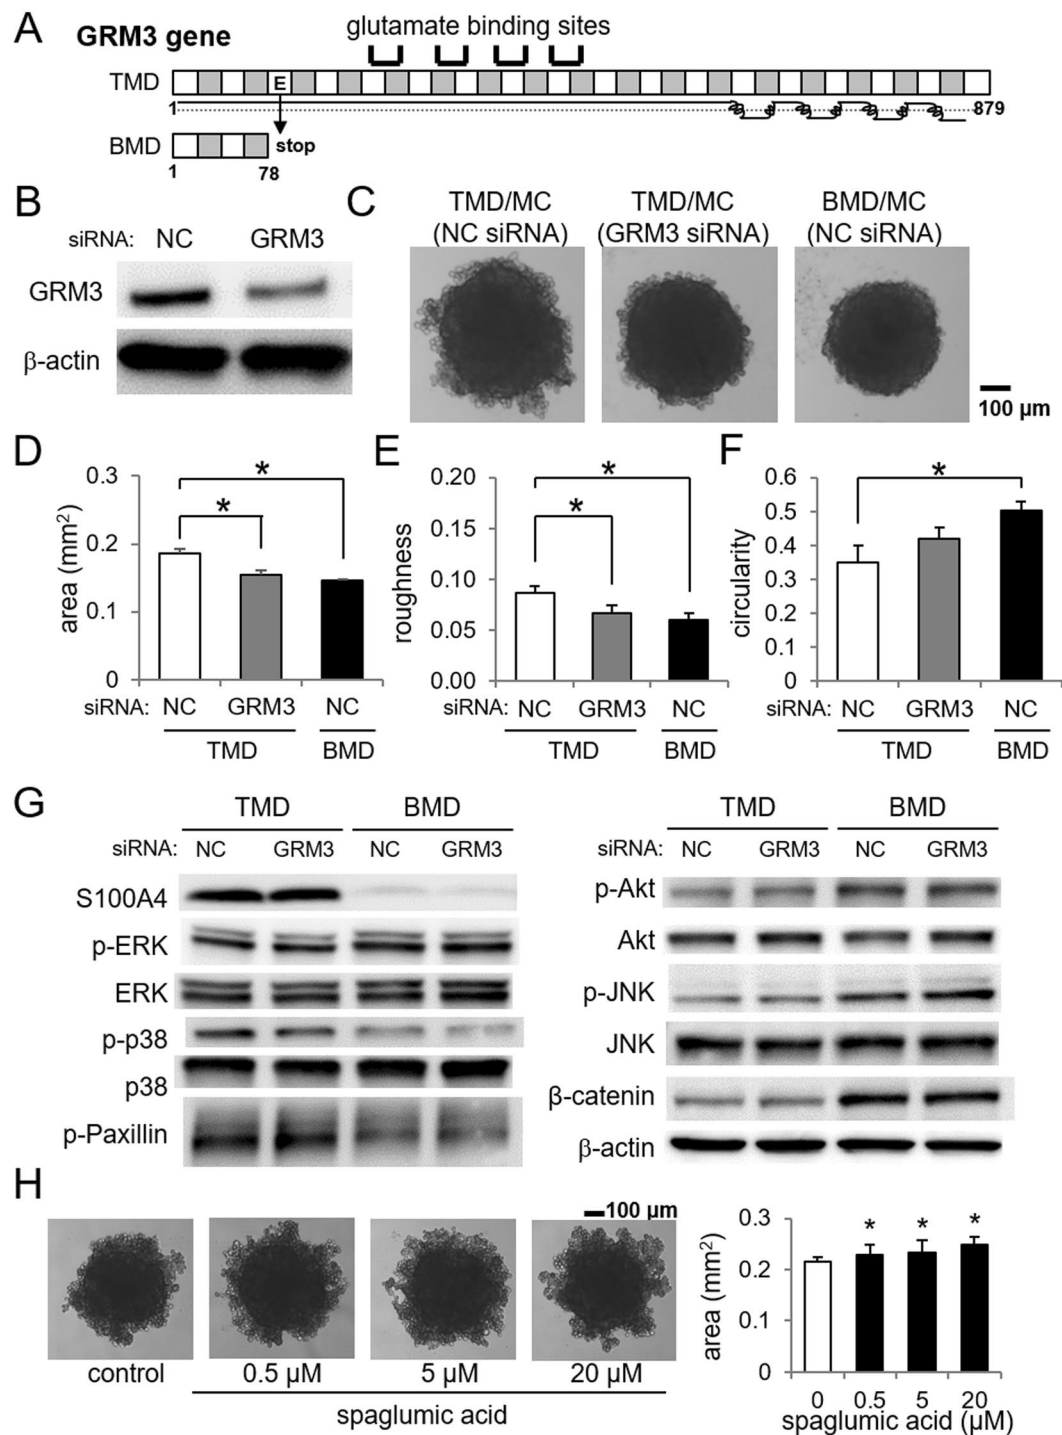 A GRM3 gene
glutamate binding sites
TMD
E
1
879
BMD
stop
1
78
B
siRNA: NC GRM3
GRM3
β-actin
C
TMD/MC
(NC siRNA)
TMD/MC
(GRM3 siRNA)
BMD/MC
(NC siRNA)
100 µm
D
area (mm²)
0.3
0.2
0.1
0
siRNA: NC GRM3 NC
TMD BMD
E
roughness
0.20
0.15
0.10
0.05
0.00
*
*
siRNA: NC GRM3 NC
TMD BMD
F
circularity
0.6
0.5
0.4
0.3
0.2
0.1
0
*
siRNA: NC GRM3 NC
TMD BMD
G
TMD BMD
siRNA: NC GRM3 NC GRM3
S100A4
p-ERK
ERK
p-p38
p38
p-Paxillin
TMD BMD
siRNA: NC GRM3 NC GRM3
p-Akt
Akt
p-JNK
JNK
β-catenin
β-actin
H
100 µm
control 0.5 µM 5 µM 20 µM
spaglumic acid
area (mm²)
0.3
0.2
0.1
0
* * *
0 0.5 5 20
spaglumic acid (µM)